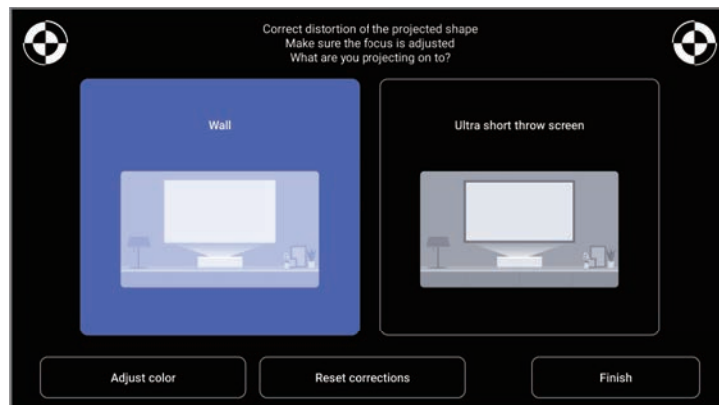 Correct distortion of the projected shape
Make sure the focus is adjusted
What are you projecting on to?
Wall
Ultra short throw screen
Adjust color
Reset corrections
Finish